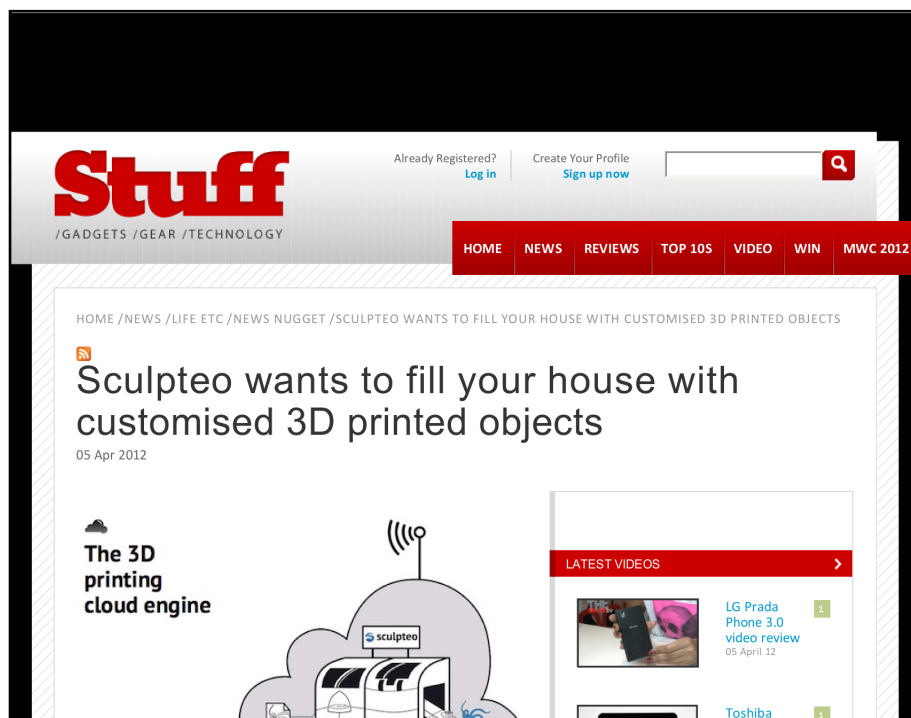 Stuff
/GADGETS /GEAR /TECHNOLOGY
Already Registered?
Log in
Create Your Profile
Sign up now
HOME NEWS REVIEWS TOP 10S VIDEO WIN MWC 2012
HOME /NEWS /LIFE ETC /NEWS NUGGET /SCULPTEO WANTS TO FILL YOUR HOUSE WITH CUSTOMISED 3D PRINTED OBJECTS
Sculpteo wants to fill your house with
customised 3D printed objects
05 Apr 2012
The 3D
printing
cloud engine
sculpteo
LATEST VIDEOS
LG Prada
Phone 3.0
video review
05 April 12
1
Toshiba
1